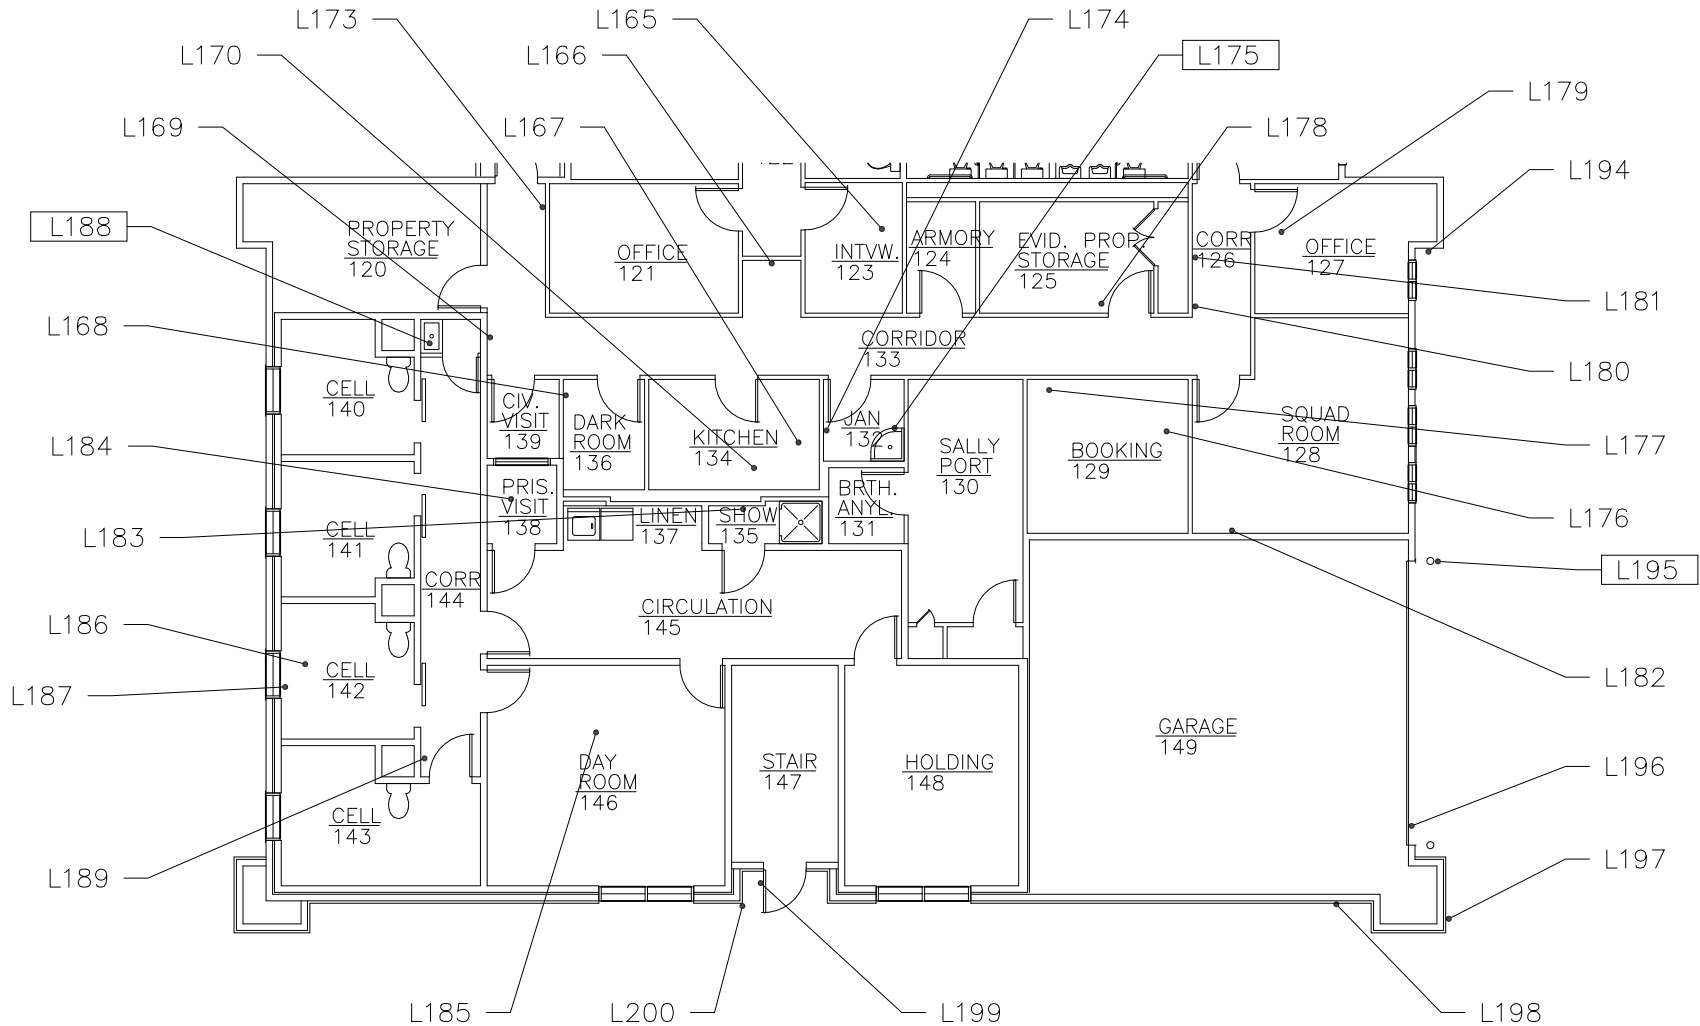 L173
L165
L174
L170
L166
L175
L179
L169
L167
L178
L194
L188
PROPERTY
STORAGE
120
OFFICE
121
INTVW.
123
ARMORY
124
EVID. PROP.
STORAGE
125
CORR
126
OFFICE
127
L181
L168
CORRIDOR
133
L180
CELL
140
CIV.
VISIT
139
DARK
ROOM
136
KITCHEN
134
JAN
132
SALLY
PORT
130
BOOKING
129
SQUAD
ROOM
128
L177
L184
PRIS.
VISIT
138
LINEN
137
SHOW
135
BRTH.
ANYL.
131
L176
L183
CELL
141
CORR
144
L195
L186
CIRCULATION
145
CELL
142
L187
L182
GARAGE
149
DAY
ROOM
146
STAIR
147
HOLDING
148
L196
CELL
143
L189
L197
L185
L200
L199
L198